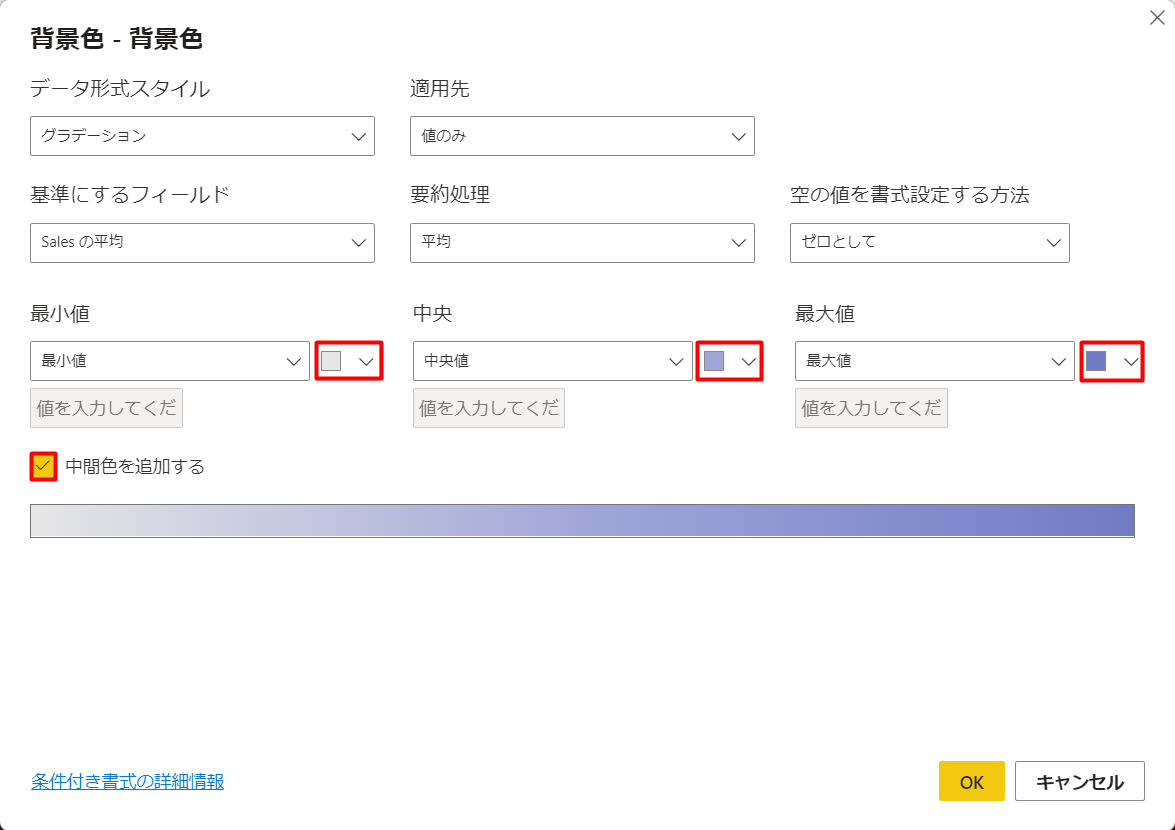 背景色 - 背景色
データ形式スタイル
適用先
グラデーション
値のみ
基準にするフィールド
要約処理
空の値を書式設定する方法
Sales の平均
平均
ゼロとして
最小値
中央
最大値
最小値
中央値
最大値
値を入力してくだ
値を入力してくだ
値を入力してくだ
中間色を追加する
条件付き書式の詳細情報
OK
キャンセル